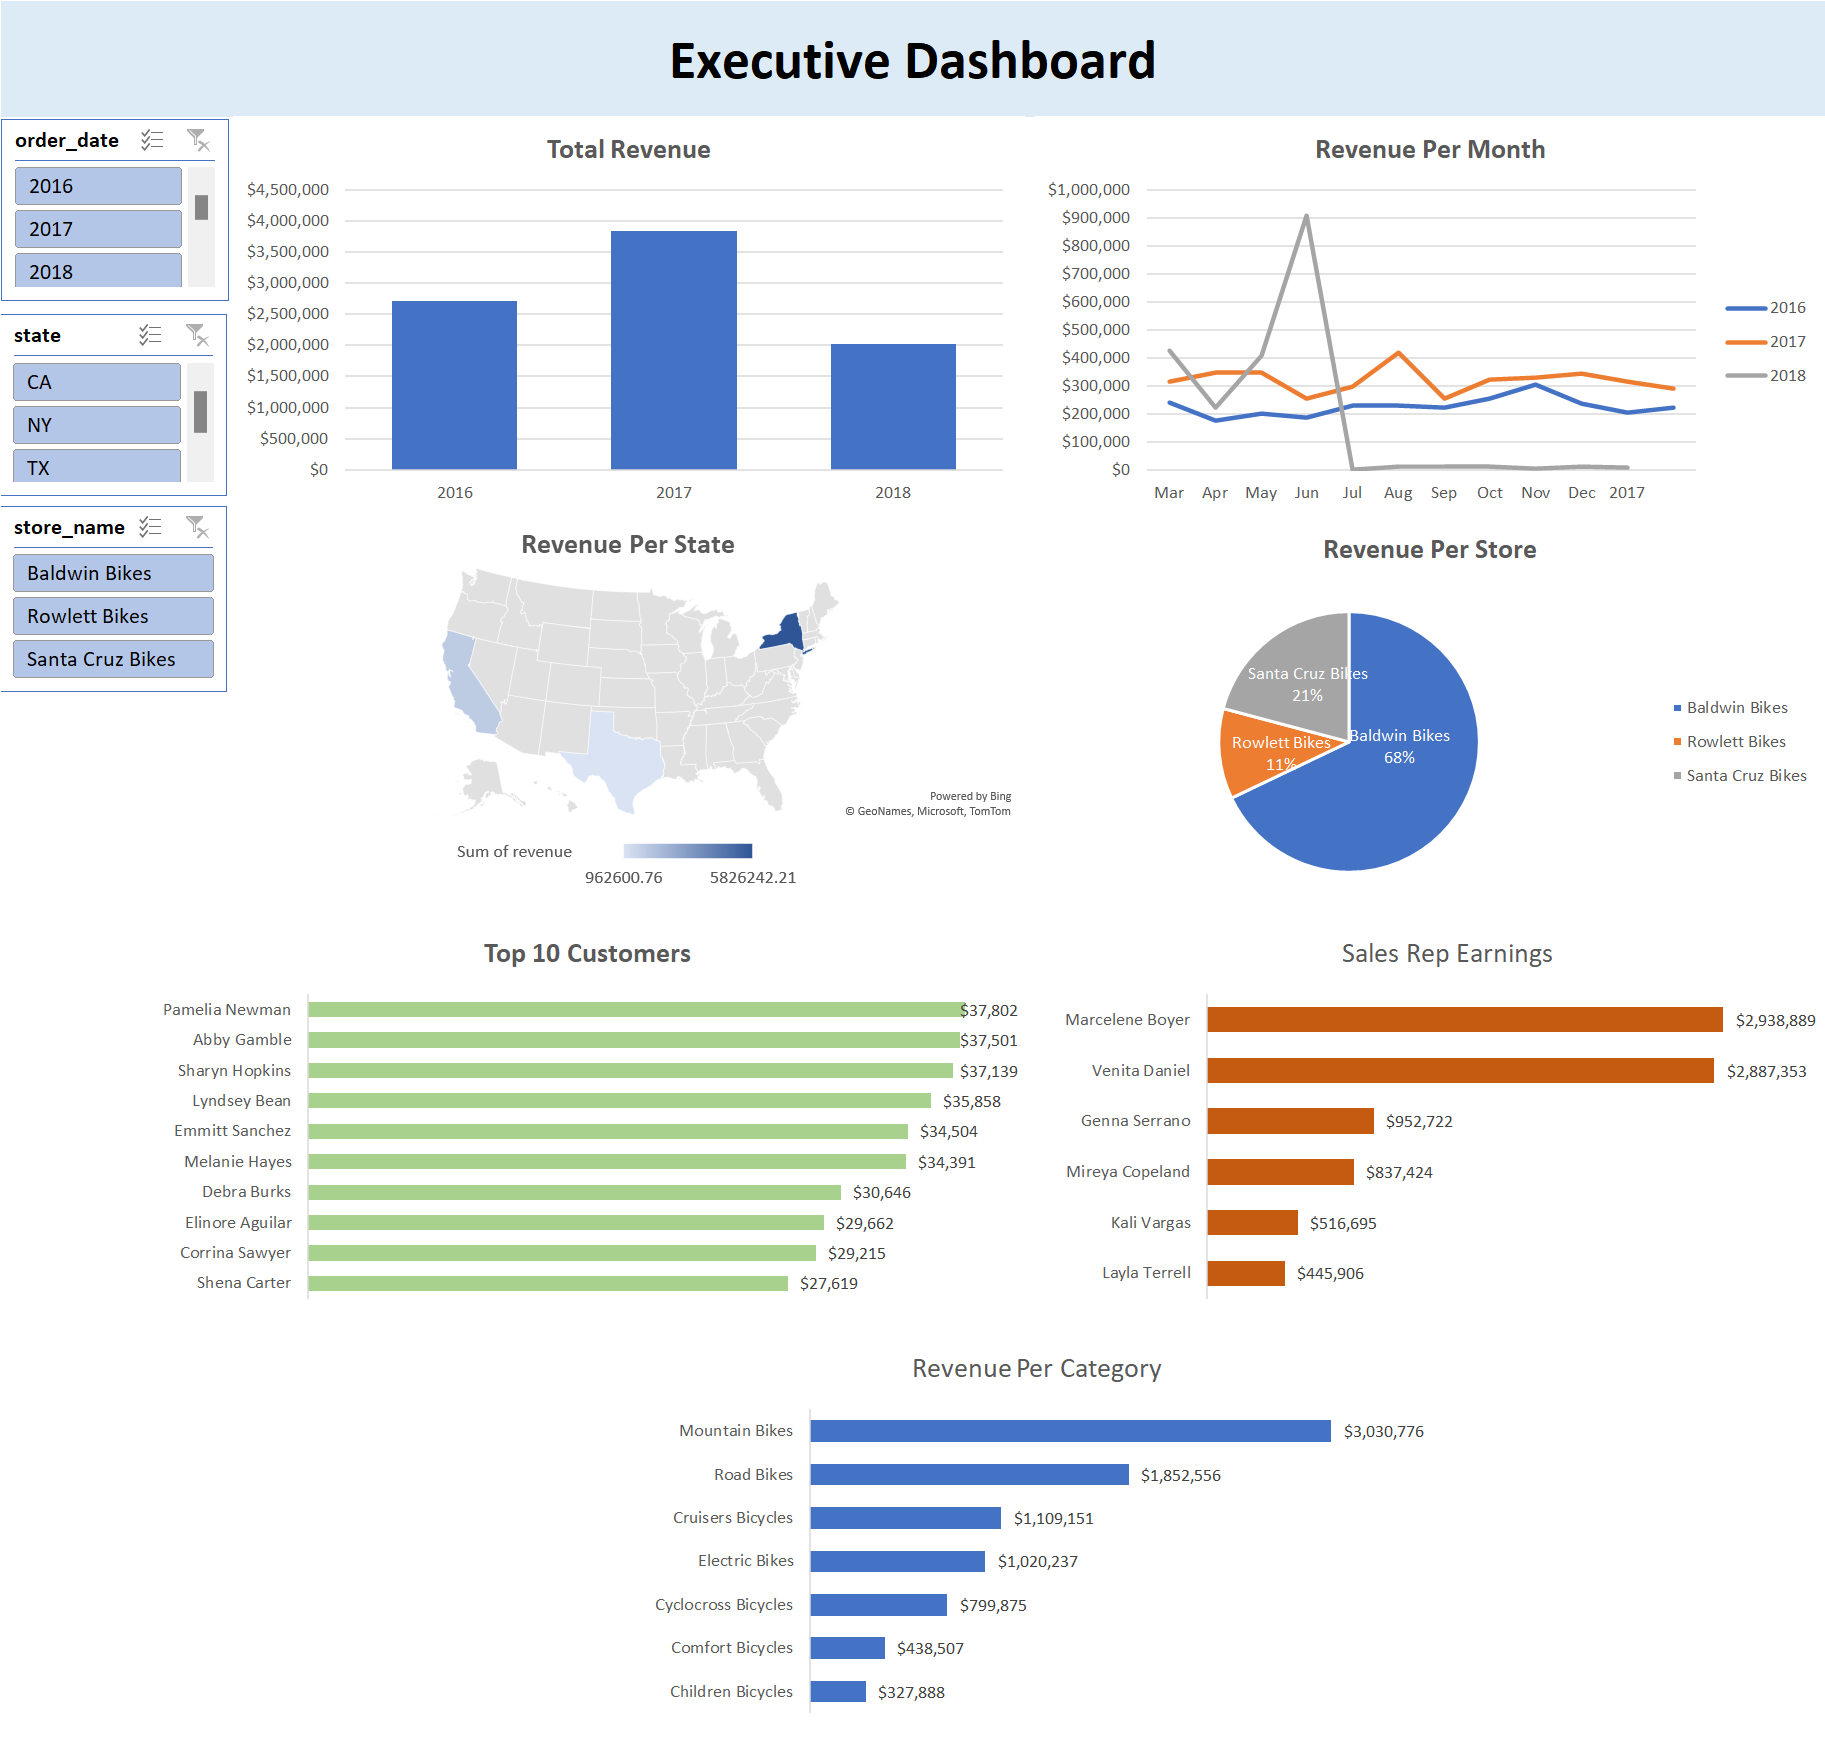 Executive Dashboard
order_date
2016
2017
2018
state
CA
NY
TX
store_name
Baldwin Bikes
Rowlett Bikes
Santa Cruz Bikes
Total Revenue
$4,500,000
$4,000,000
$3,500,000
$3,000,000
$2,500,000
$2,000,000
$1,500,000
$1,000,000
$500,000
$0
2016 2017 2018
Revenue Per Month
$1,000,000
$900,000
$800,000
$700,000
$600,000
$500,000
$400,000
$300,000
$200,000
$100,000
$0
Mar Apr May Jun Jul Aug Sep Oct Nov Dec 2017
2016
2017
2018
Revenue Per State
Powered by Bing
© GeoNames, Microsoft, TomTom
Sum of revenue
962600.76 5826242.21
Revenue Per Store
Santa Cruz Bikes
21%
Rowlett Bikes
11%
Baldwin Bikes
68%
Baldwin Bikes
Rowlett Bikes
Santa Cruz Bikes
Top 10 Customers
Pamelia Newman $37,802
Abby Gamble $37,501
Sharyn Hopkins $37,139
Lyndsey Bean $35,858
Emmitt Sanchez $34,504
Melanie Hayes $34,391
Debra Burks $30,646
Elinore Aguilar $29,662
Corrina Sawyer $29,215
Shena Carter $27,619
Sales Rep Earnings
Marcelene Boyer $2,938,889
Venita Daniel $2,887,353
Genna Serrano $952,722
Mireya Copeland $837,424
Kali Vargas $516,695
Layla Terrell $445,906
Revenue Per Category
Mountain Bikes $3,030,776
Road Bikes $1,852,556
Cruisers Bicycles $1,109,151
Electric Bikes $1,020,237
Cyclocross Bicycles $799,875
Comfort Bicycles $438,507
Children Bicycles $327,888